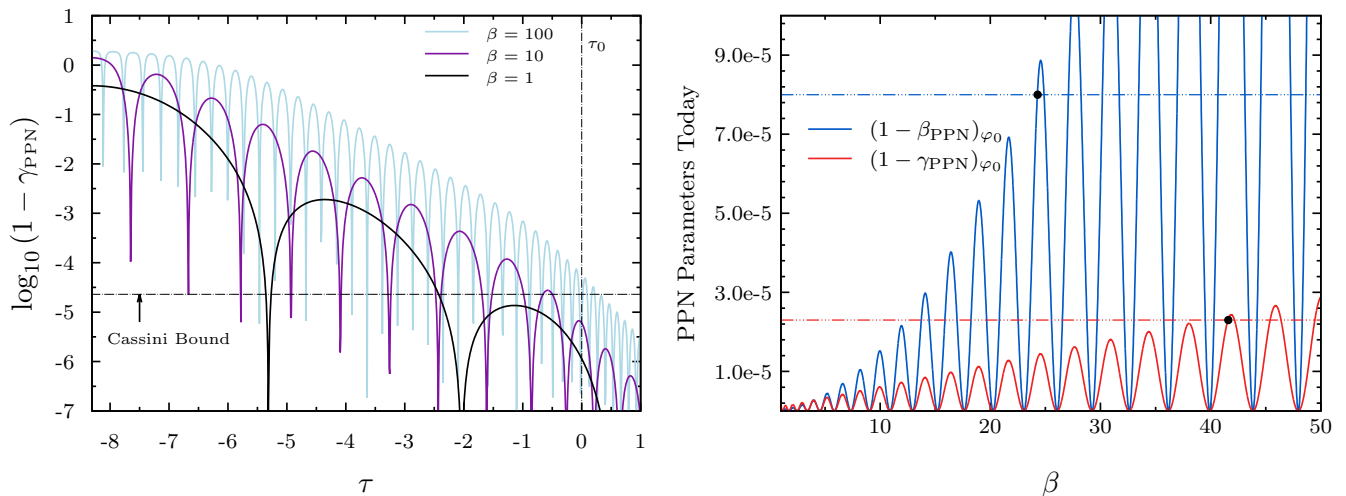 log₁₀(1 − γPPN)
1
0
-1
-2
-3
-4
-5
-6
-7
β = 100
β = 10
β = 1
τ₀
Cassini Bound
-8 -7 -6 -5 -4 -3 -2 -1 0 1
τ
PPN Parameters Today
9.0e-5
7.0e-5
5.0e-5
3.0e-5
1.0e-5
(1 − βPPN)φ₀
(1 − γPPN)φ₀
10 20 30 40 50
β